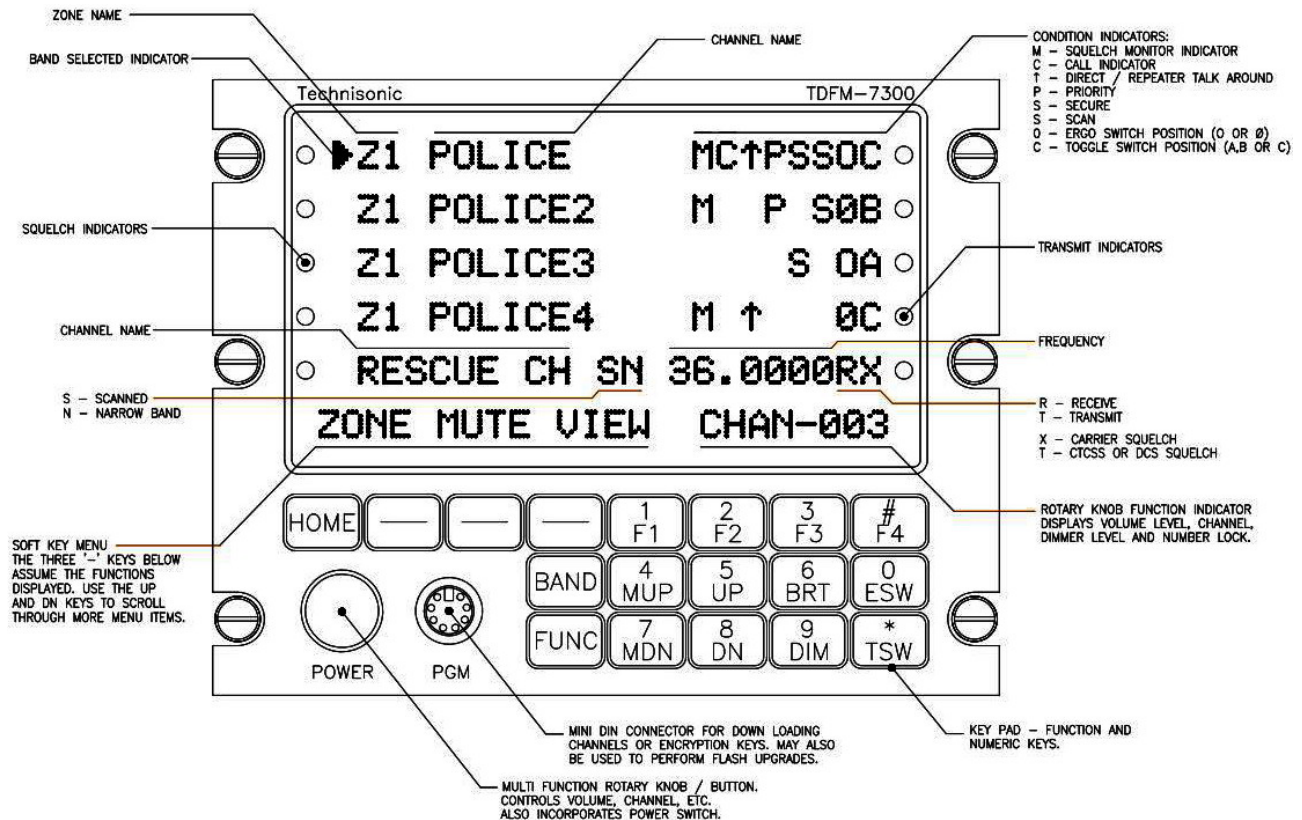 ZONE NAME
BAND SELECTED INDICATOR
CHANNEL NAME
CONDITION INDICATORS:
M - SQUELCH MONITOR INDICATOR
C - CALL INDICATOR
↑ - DIRECT / REPEATER TALK AROUND
P - PRIORITY
S - SECURE
S - SCAN
O - ERGO SWITCH POSITION (O OR Ø)
C - TOGGLE SWITCH POSITION (A,B OR C)
Technisonic TDFM-7300
Z1 POLICE MC↑PSSOC
Z1 POLICE2 M P S0B
Z1 POLICE3 S OA
Z1 POLICE4 M ↑ 0C
RESCUE CH SN 36.0000RX
ZONE MUTE VIEW CHAN-003
SQUELCH INDICATORS
TRANSMIT INDICATORS
CHANNEL NAME
FREQUENCY
S - SCANNED
N - NARROW BAND
R - RECEIVE
T - TRANSMIT
X - CARRIER SQUELCH
T - CTCSS OR DCS SQUELCH
ROTARY KNOB FUNCTION INDICATOR
DISPLAYS VOLUME LEVEL, CHANNEL,
DIMMER LEVEL AND NUMBER LOCK.
SOFT KEY MENU
THE THREE '-' KEYS BELOW
ASSUME THE FUNCTIONS
DISPLAYED. USE THE UP
AND DN KEYS TO SCROLL
THROUGH MORE MENU ITEMS.
HOME
1
F1
2
F2
3
F3
#
F4
BAND
4
MUP
5
UP
6
BRT
0
ESW
FUNC
7
MDN
8
DN
9
DIM
*
TSW
POWER
PGM
MINI DIN CONNECTOR FOR DOWN LOADING
CHANNELS OR ENCRYPTION KEYS. MAY ALSO
BE USED TO PERFORM FLASH UPGRADES.
KEY PAD - FUNCTION AND
NUMERIC KEYS.
MULTI FUNCTION ROTARY KNOB / BUTTON.
CONTROLS VOLUME, CHANNEL, ETC.
ALSO INCORPORATES POWER SWITCH.